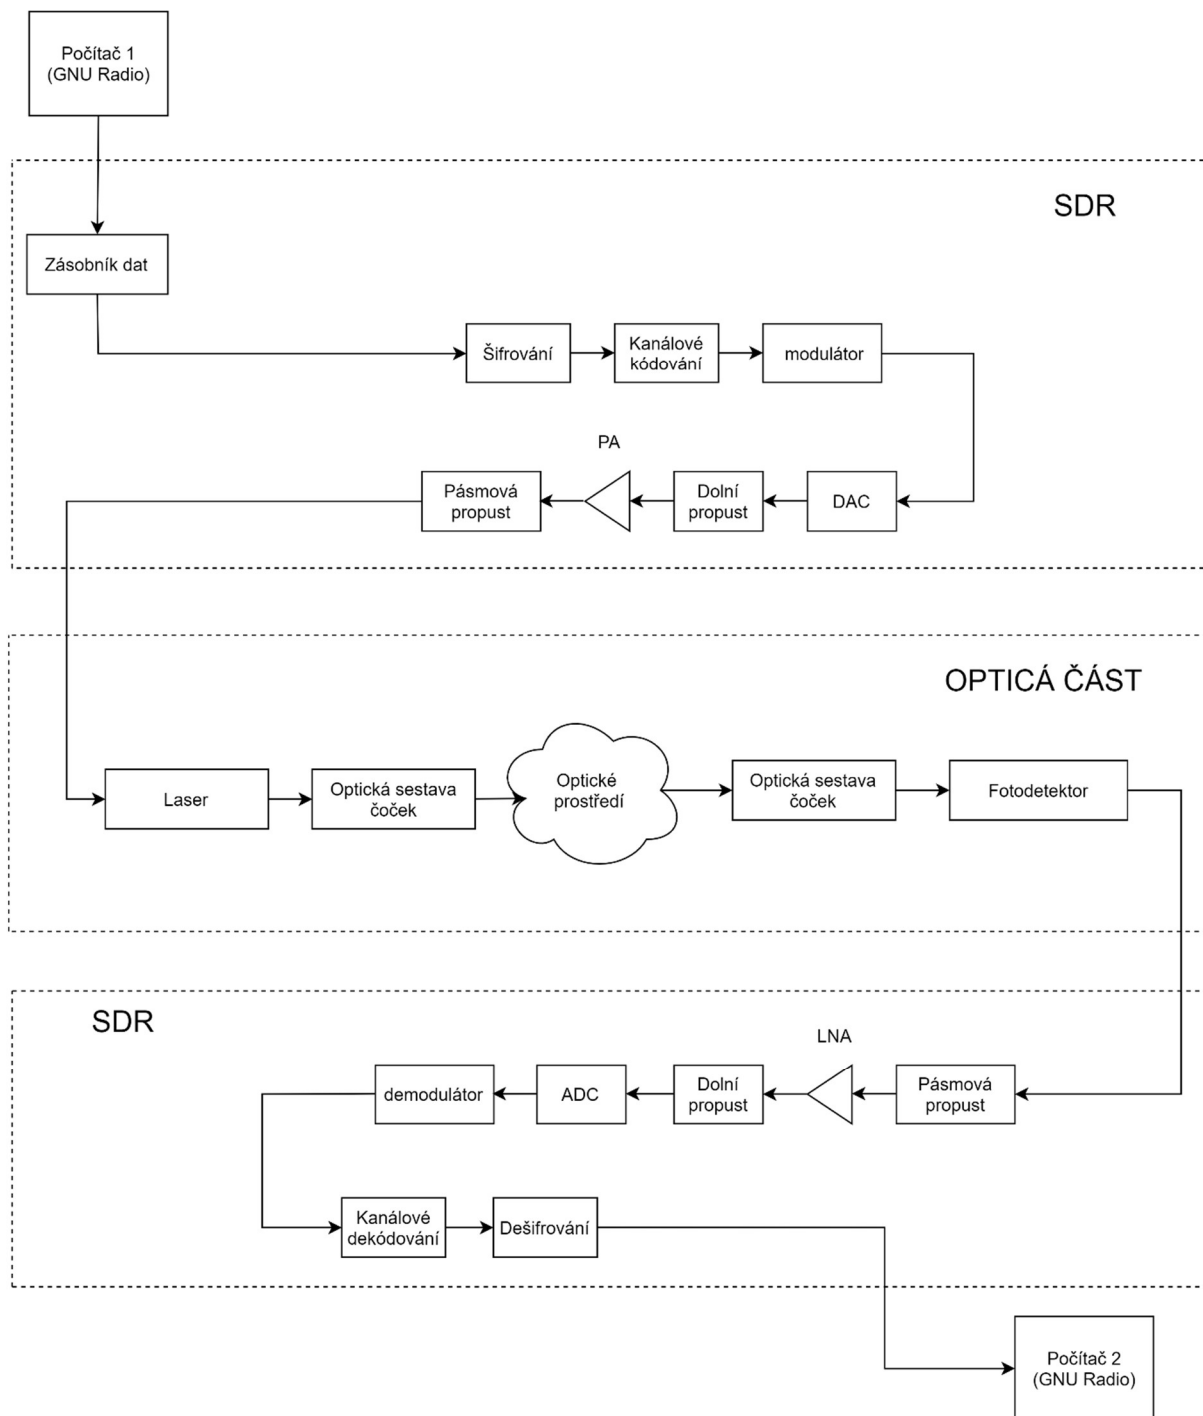 Počítač 1
(GNU Radio)
SDR
Zásobník dat
Šifrování
Kanálové
kódování
modulátor
PA
Pásmová
propust
Dolní
propust
DAC
OPTICÁ ČÁST
Laser
Optická sestava
čoček
Optické
prostředí
Optická sestava
čoček
Fotodetektor
SDR
LNA
demodulátor
ADC
Dolní
propust
Pásmová
propust
Kanálové
dekódování
Dešifrování
Počítač 2
(GNU Radio)